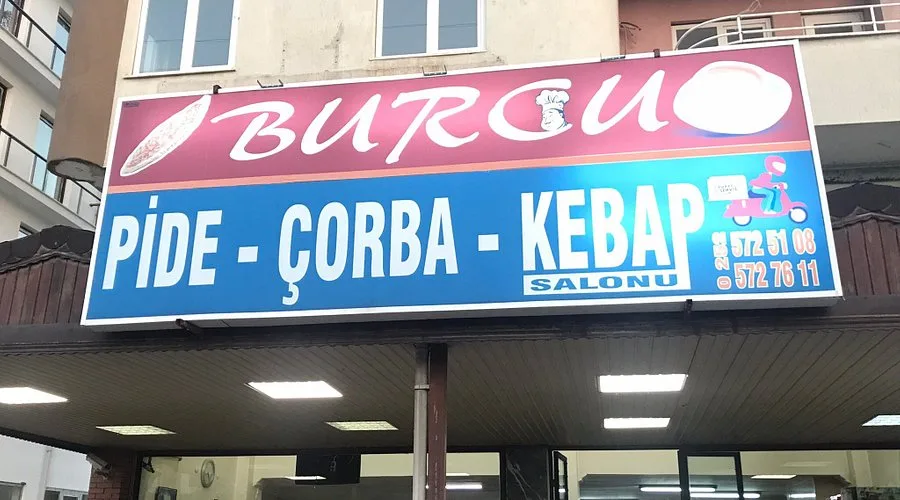 BURCU
PİDE - ÇORBA - KEBAP
SALONU
572 51 08
572 76 11